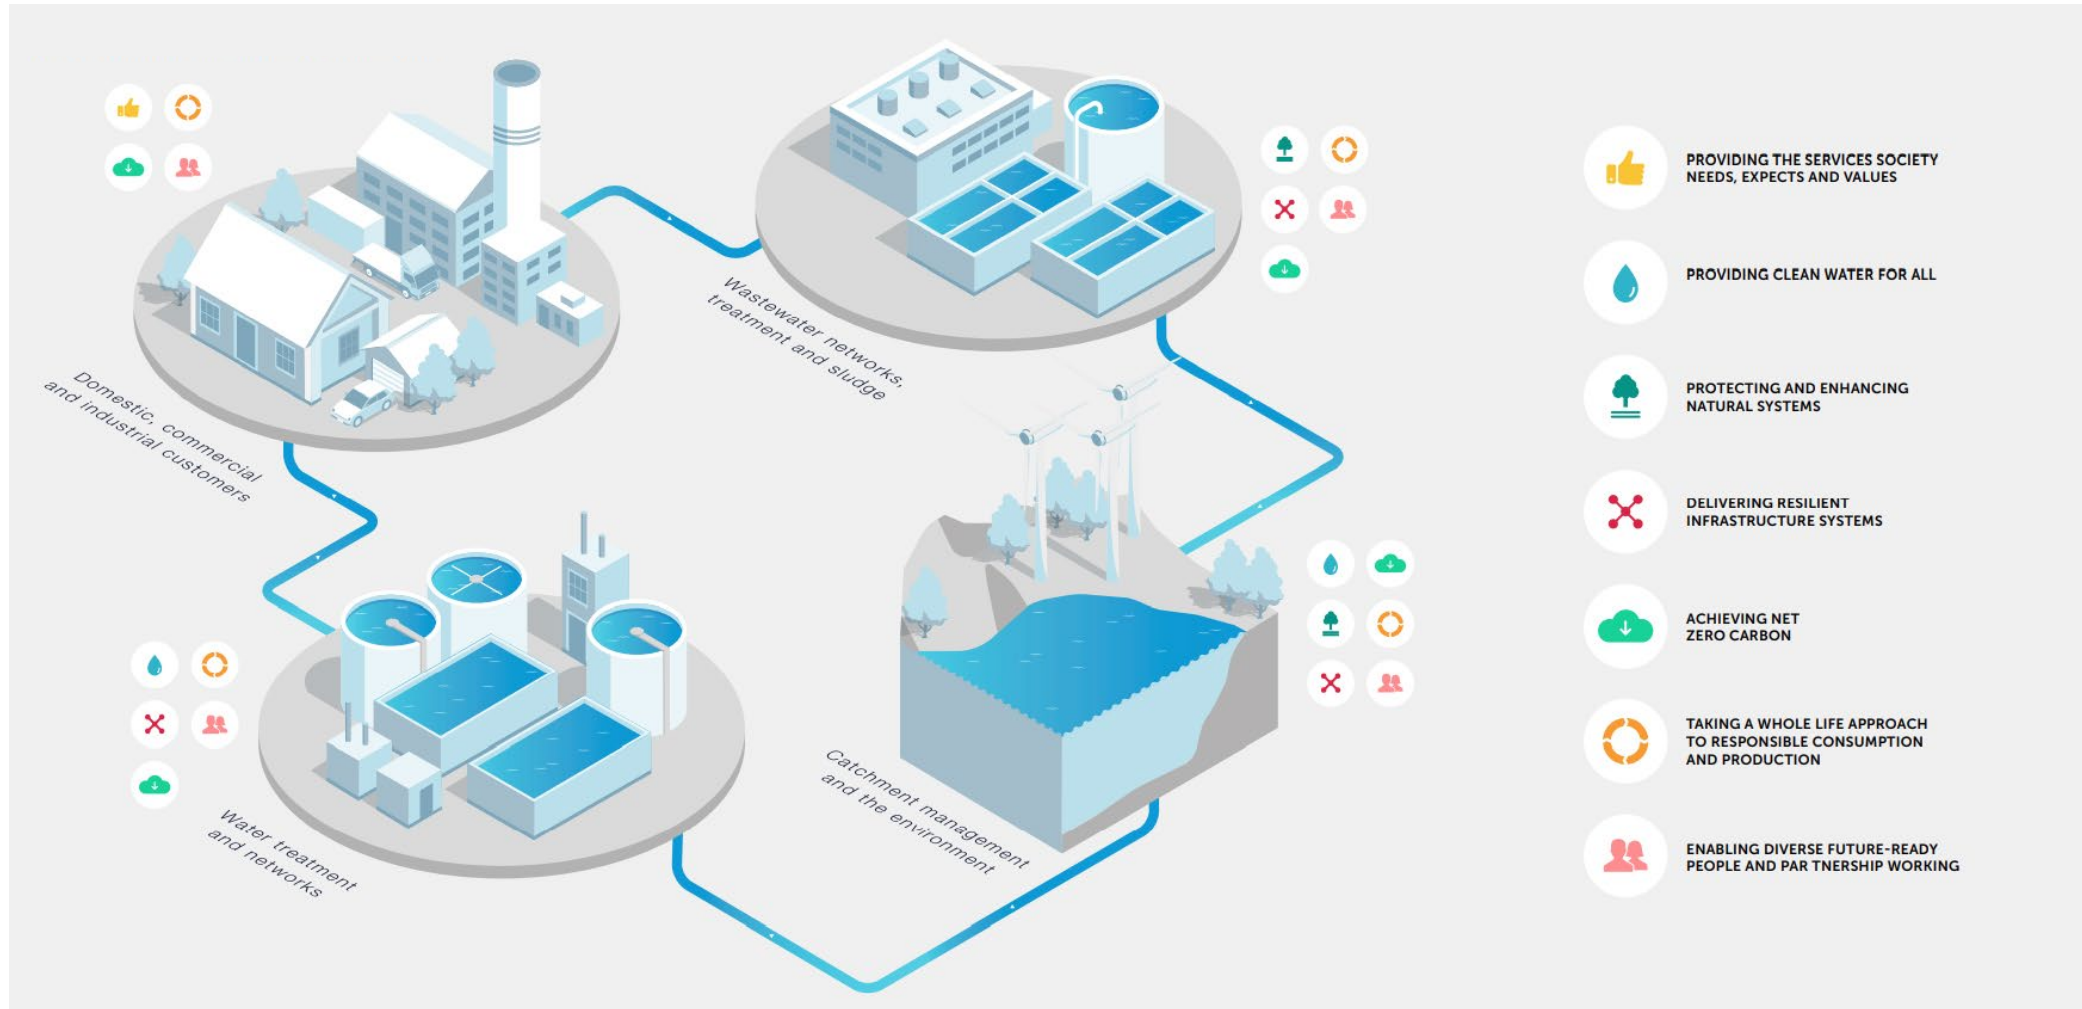 Domestic, commercial
and industrial customers
Wastewater networks,
treatment and sludge
Water treatment
and networks
Catchment management
and the environment
PROVIDING THE SERVICES SOCIETY
NEEDS, EXPECTS AND VALUES
PROVIDING CLEAN WATER FOR ALL
PROTECTING AND ENHANCING
NATURAL SYSTEMS
DELIVERING RESILIENT
INFRASTRUCTURE SYSTEMS
ACHIEVING NET
ZERO CARBON
TAKING A WHOLE LIFE APPROACH
TO RESPONSIBLE CONSUMPTION
AND PRODUCTION
ENABLING DIVERSE FUTURE-READY
PEOPLE AND PAR TNERSHIP WORKING